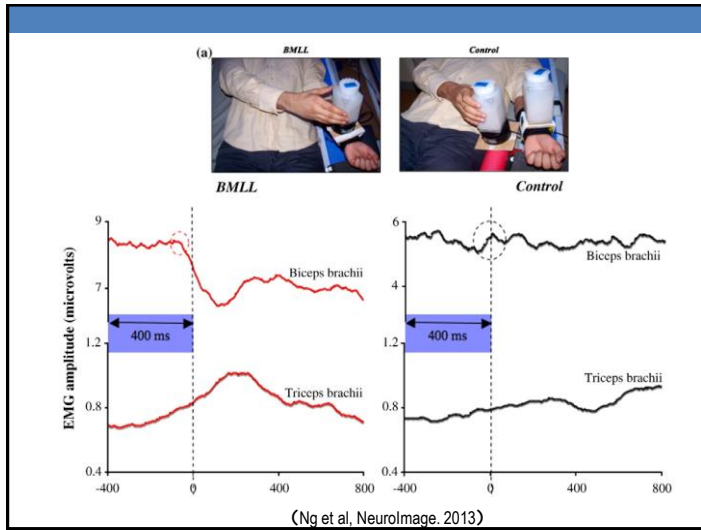 (a)
BMLL
Control
BMLL
Control
EMG amplitude (microvolts)
9
7
1.2
0.8
0.4
400 ms
Biceps brachii
Triceps brachii
-400
0
400
800
6
4
1.2
0.8
0.4
400 ms
Biceps brachii
Triceps brachii
-400
0
400
800
(Ng et al, NeuroImage. 2013)